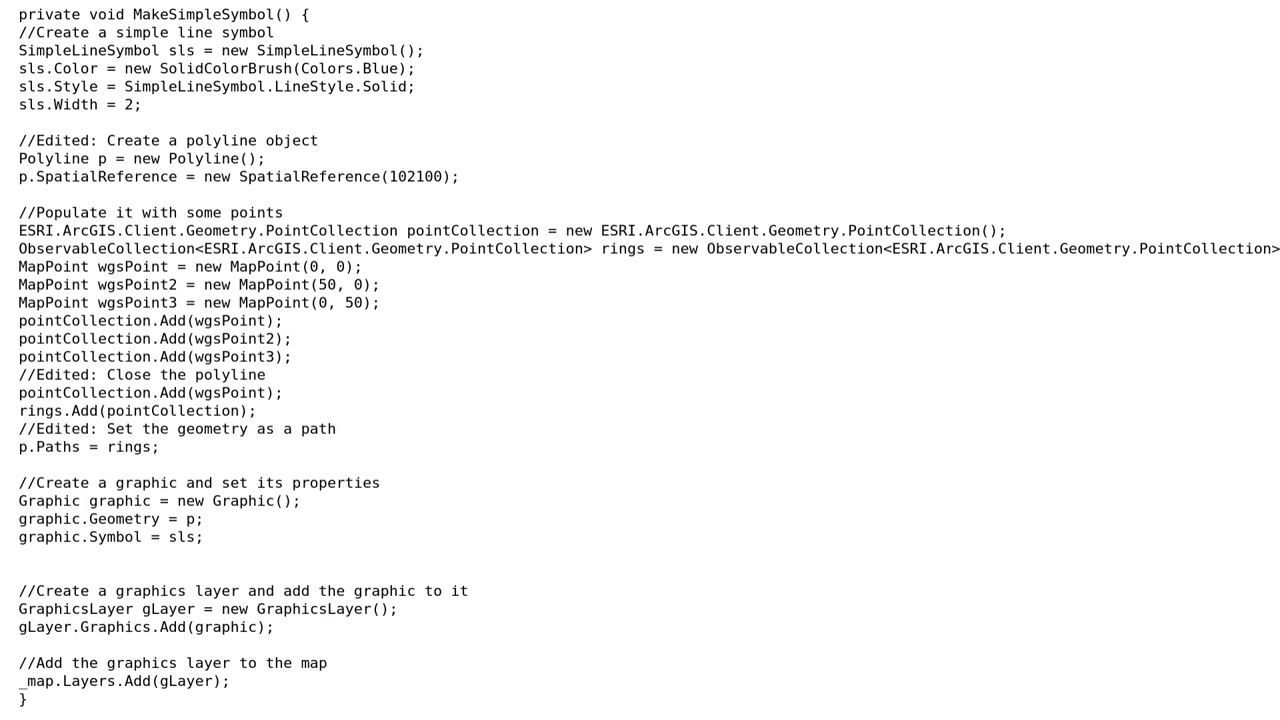 private void MakeSimpleSymbol() {
//Create a simple line symbol
SimpleLineSymbol sls = new SimpleLineSymbol();
sls.Color = new SolidColorBrush(Colors.Blue);
sls.Style = SimpleLineSymbol.LineStyle.Solid;
sls.Width = 2;
//Edited: Create a polyline object
Polyline p = new Polyline();
p.SpatialReference = new SpatialReference(102100);
//Populate it with some points
ESRI.ArcGIS.Client.Geometry.PointCollection pointCollection = new ESRI.ArcGIS.Client.Geometry.PointCollection();
ObservableCollection<ESRI.ArcGIS.Client.Geometry.PointCollection> rings = new ObservableCollection<ESRI.ArcGIS.Client.Geometry.PointCollection>
MapPoint wgsPoint = new MapPoint(0, 0);
MapPoint wgsPoint2 = new MapPoint(50, 0);
MapPoint wgsPoint3 = new MapPoint(0, 50);
pointCollection.Add(wgsPoint);
pointCollection.Add(wgsPoint2);
pointCollection.Add(wgsPoint3);
//Edited: Close the polyline
pointCollection.Add(wgsPoint);
rings.Add(pointCollection);
//Edited: Set the geometry as a path
p.Paths = rings;
//Create a graphic and set its properties
Graphic graphic = new Graphic();
graphic.Geometry = p;
graphic.Symbol = sls;
//Create a graphics layer and add the graphic to it
GraphicsLayer gLayer = new GraphicsLayer();
gLayer.Graphics.Add(graphic);
//Add the graphics layer to the map
_map.Layers.Add(gLayer);
}